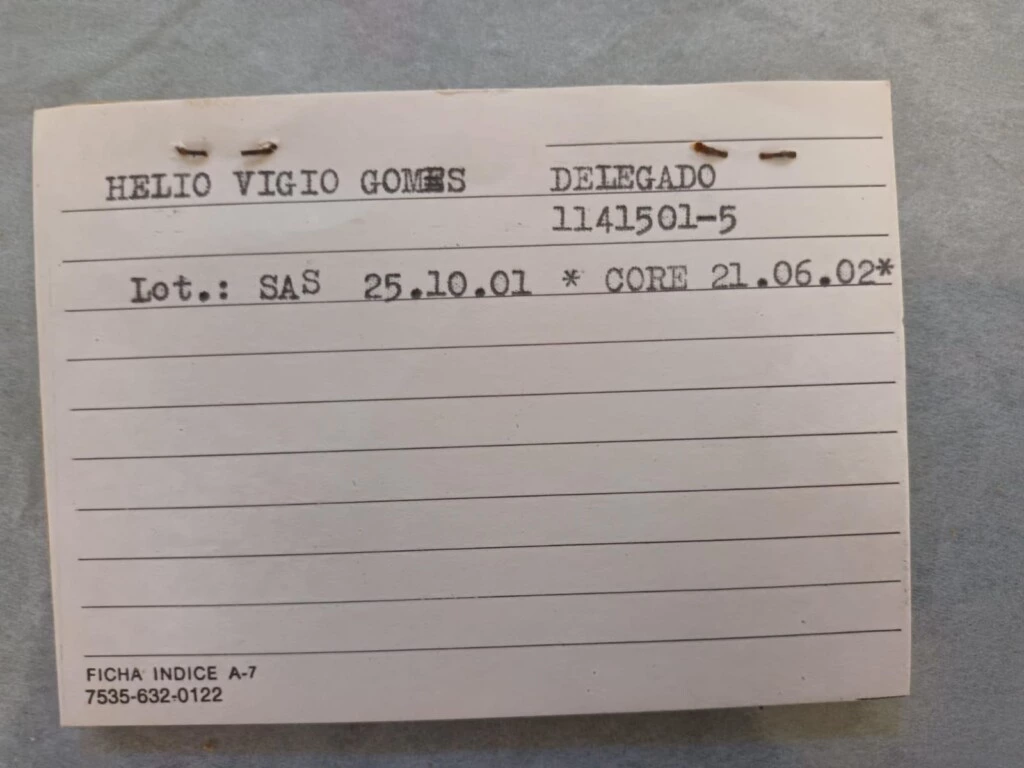 HELIO VIGIO GOMES DELEGADO
1141501-5
Lot.: SAS 25.10.01 * CORE 21.06.02*
FICHA INDICE A-7
7535-632-0122